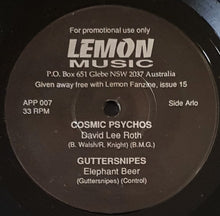 For promotional use only
LEMON
MUSIC
P.O. Box 651 Glebe NSW 2037 Australia
Given away free with Lemon Fanzine, issue 15
APP 007
33 RPM
Side Arlo
COSMIC PSYCHOS
David Lee Roth
(B. Walsh/R. Knight) (B.M.G.)
GUTTERSNIPES
Elephant Beer
(Guttersnipes) (Control)